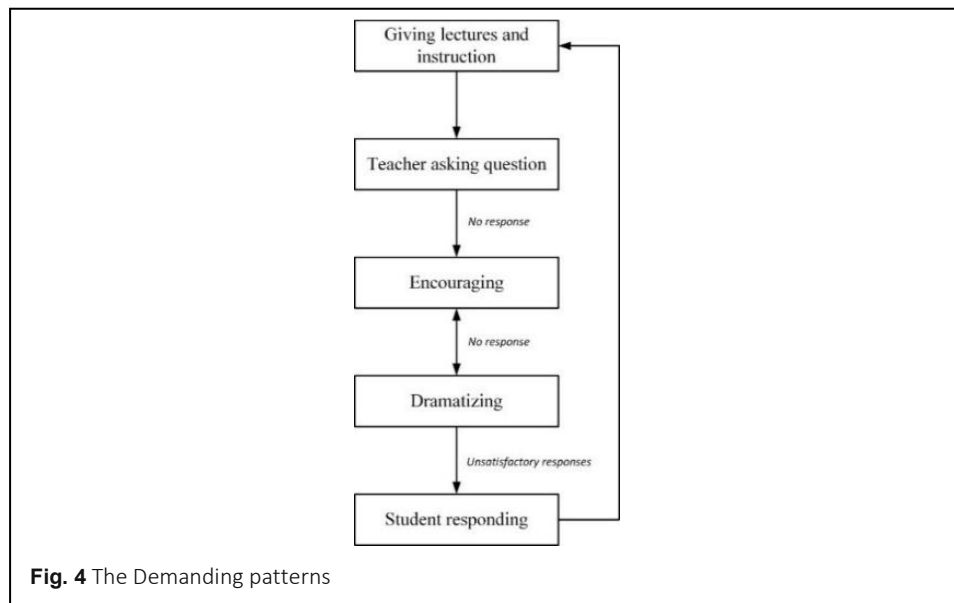 Giving lectures and
instruction
Teacher asking question
No response
Encouraging
No response
Dramatizing
Unsatisfactory responses
Student responding
Fig. 4 The Demanding patterns